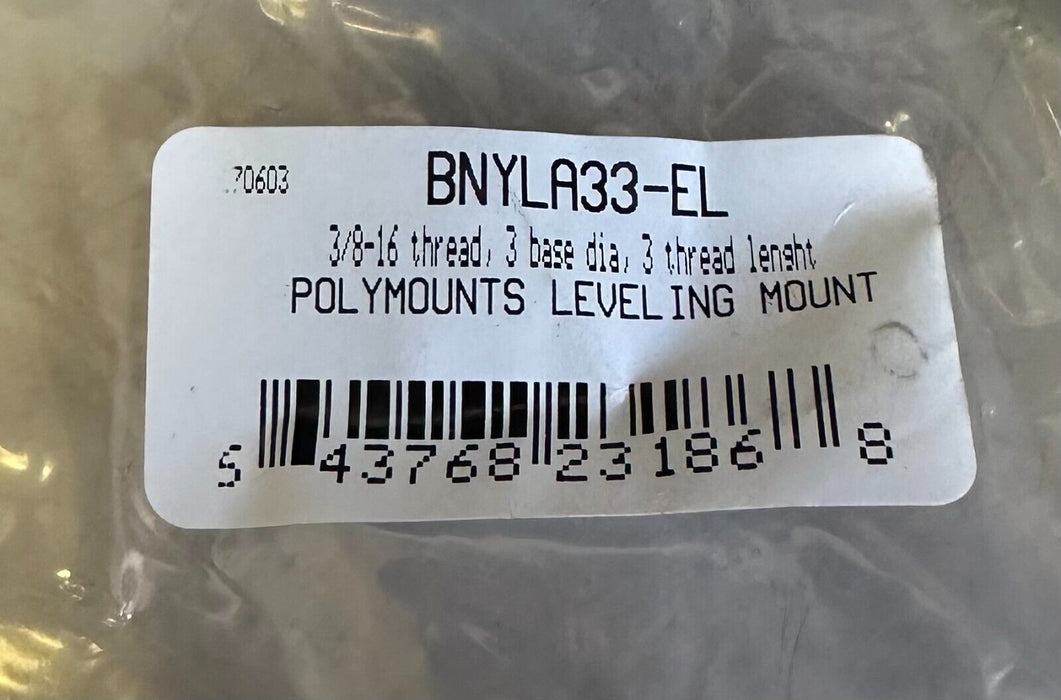 70603
BNYLA33-EL
3/8-16 thread, 3 base dia, 3 thread lenght
POLYMOUNTS LEVELING MOUNT
5 43768 23186 8